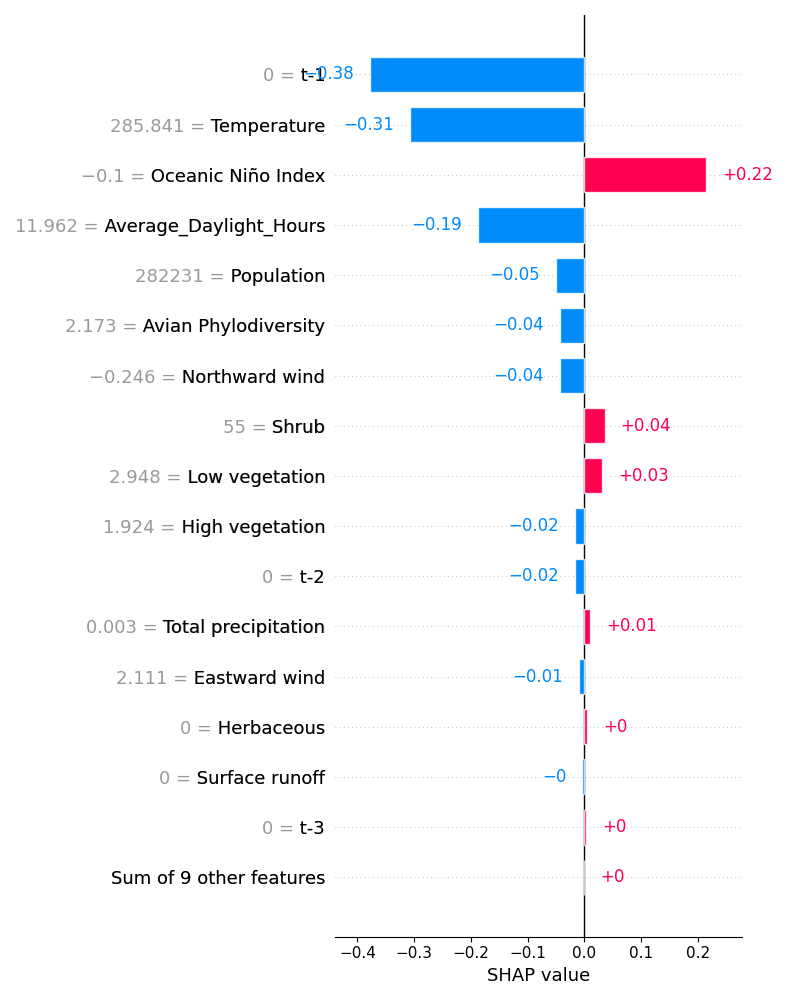 0 = t-1 −0.38
285.841 = Temperature −0.31
−0.1 = Oceanic Niño Index +0.22
11.962 = Average_Daylight_Hours −0.19
282231 = Population −0.05
2.173 = Avian Phylodiversity −0.04
−0.246 = Northward wind −0.04
55 = Shrub +0.04
2.948 = Low vegetation +0.03
1.924 = High vegetation −0.02
0 = t-2 −0.02
0.003 = Total precipitation +0.01
2.111 = Eastward wind −0.01
0 = Herbaceous +0
0 = Surface runoff −0
0 = t-3 +0
Sum of 9 other features +0
−0.4 −0.3 −0.2 −0.1 0.0 0.1 0.2
SHAP value